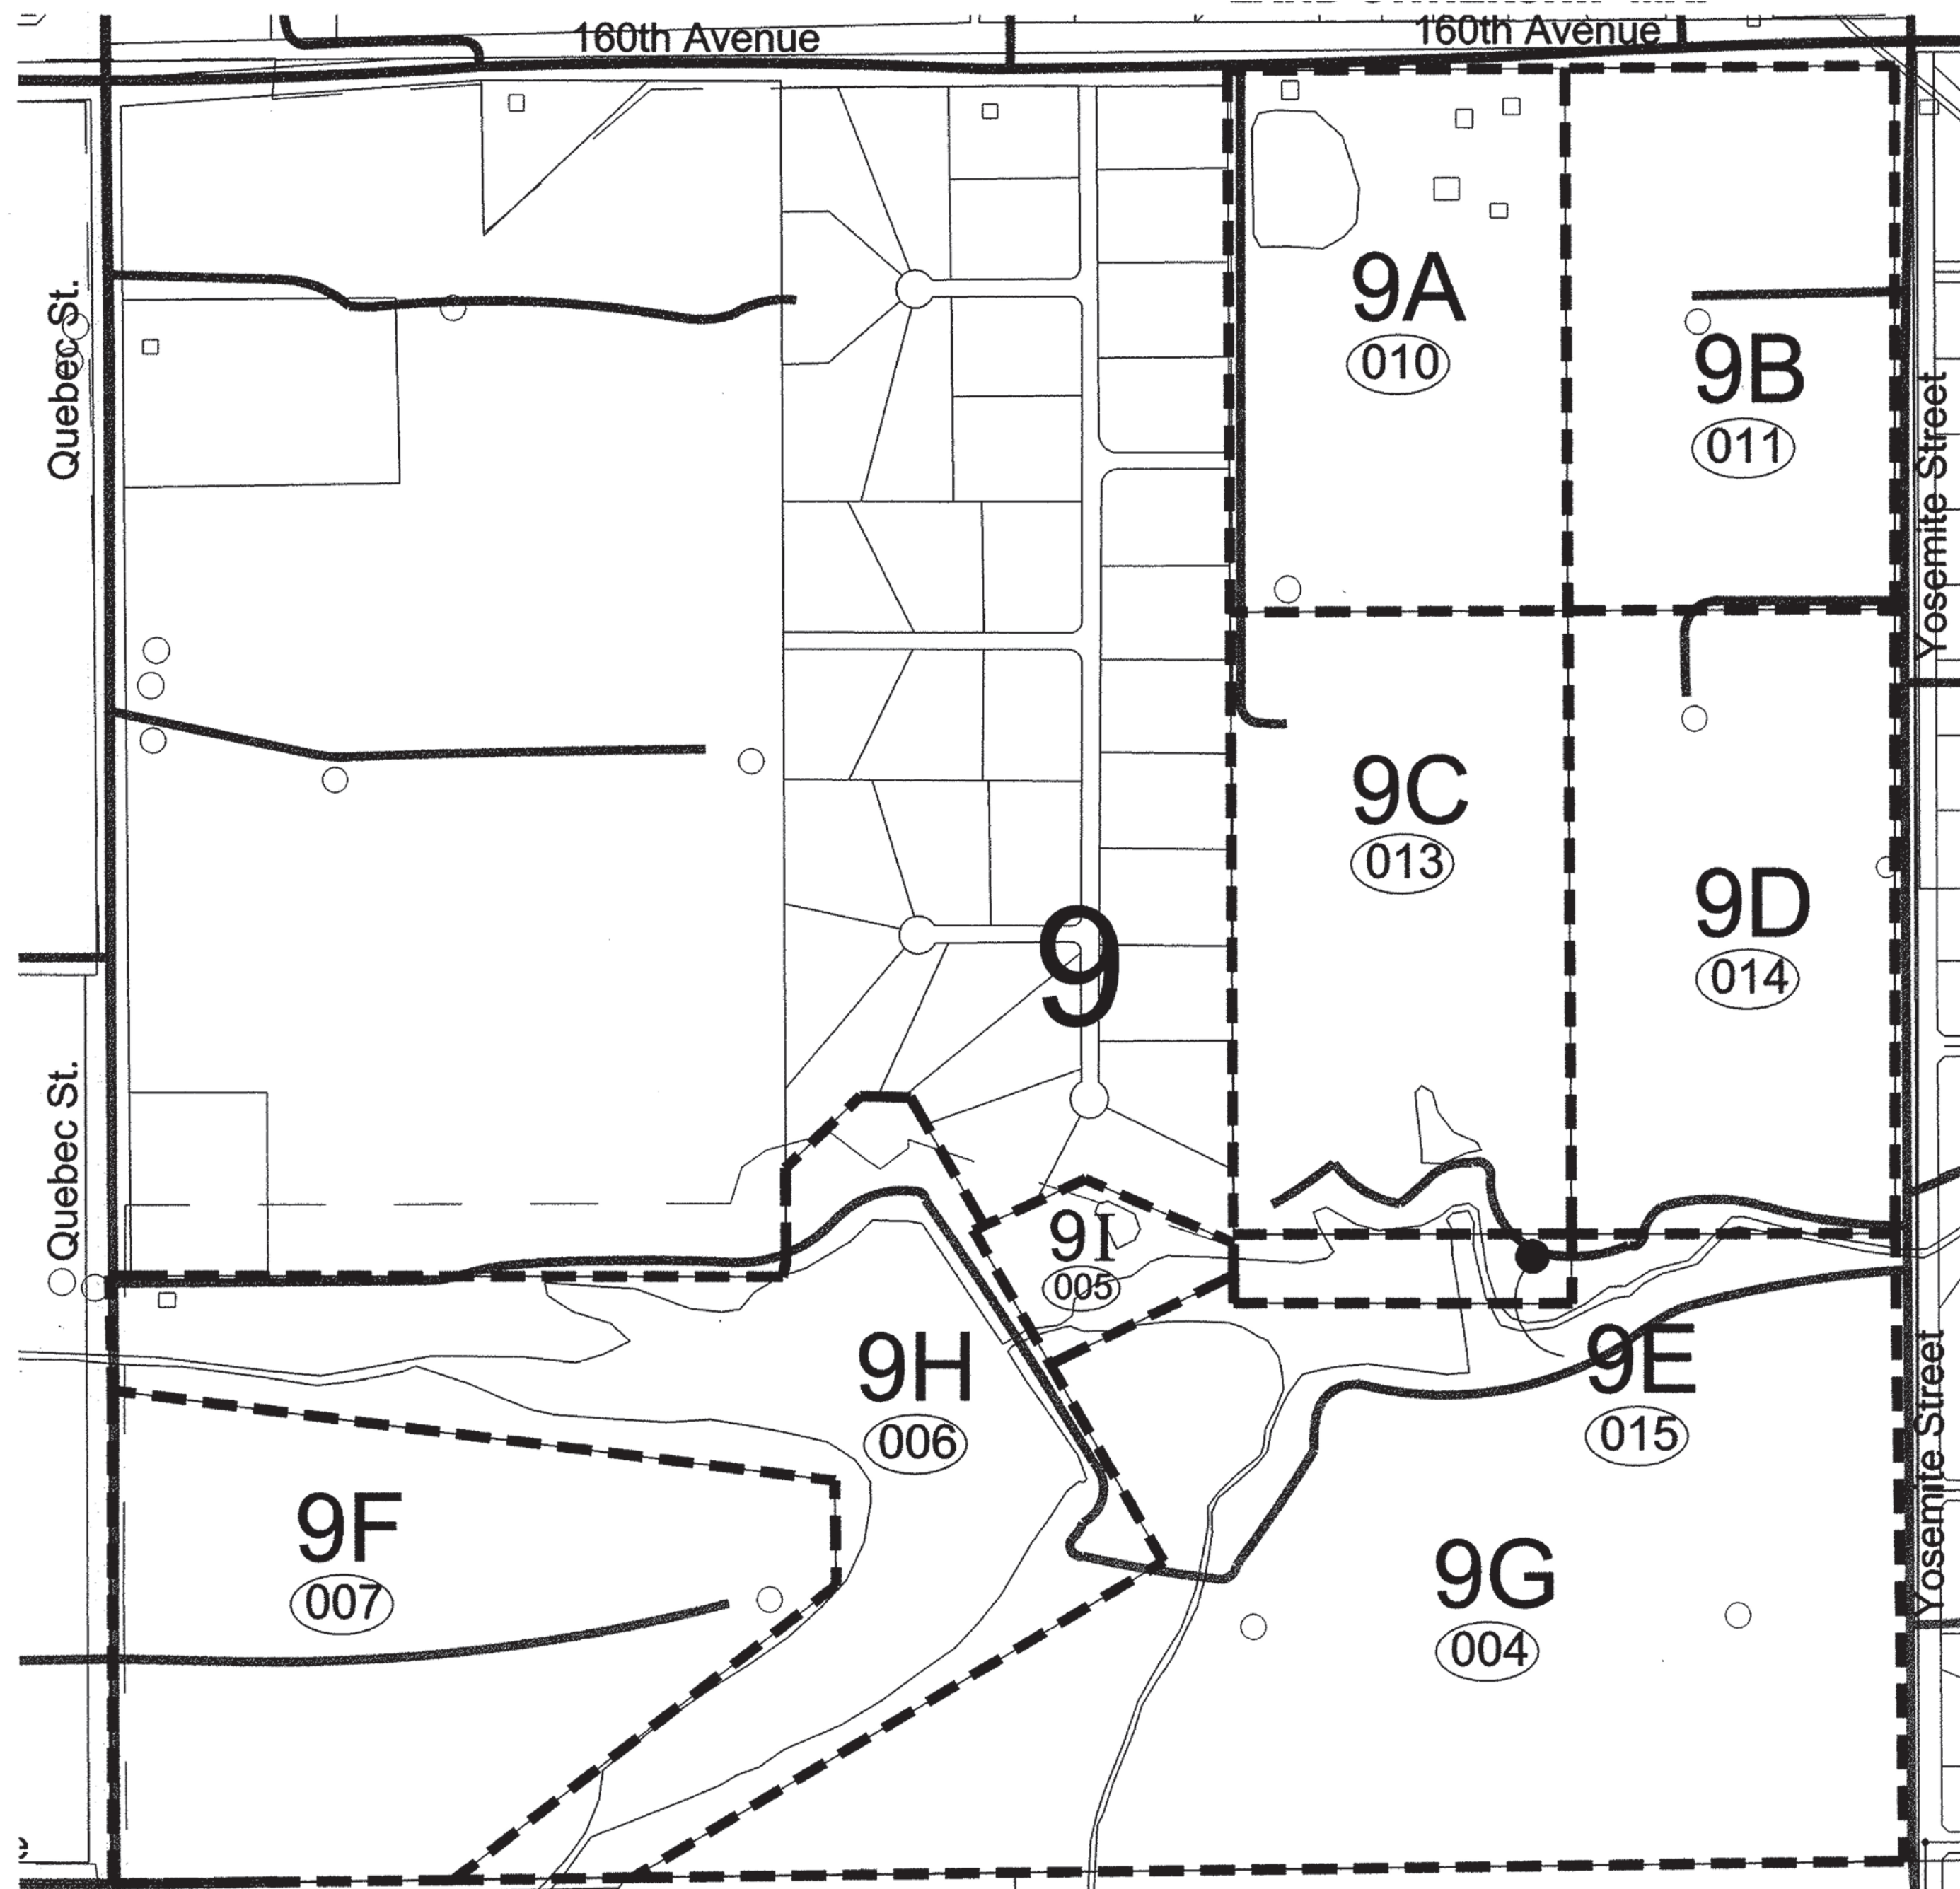 160th Avenue
160th Avenue
Quebec St.
9A
010
9B
011
Yosemite Street
9C
013
9D
014
9
Quebec St.
9I
005
9H
006
9E
015
Yosemite Street
9F
007
9G
004